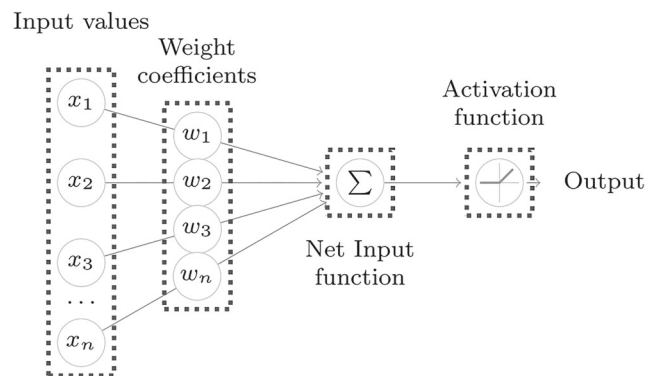 Input values
Weight
coefficients
x₁
x₂
x₃
...
xₙ
w₁
w₂
w₃
wₙ
∑
Net Input
function
Activation
function
Output